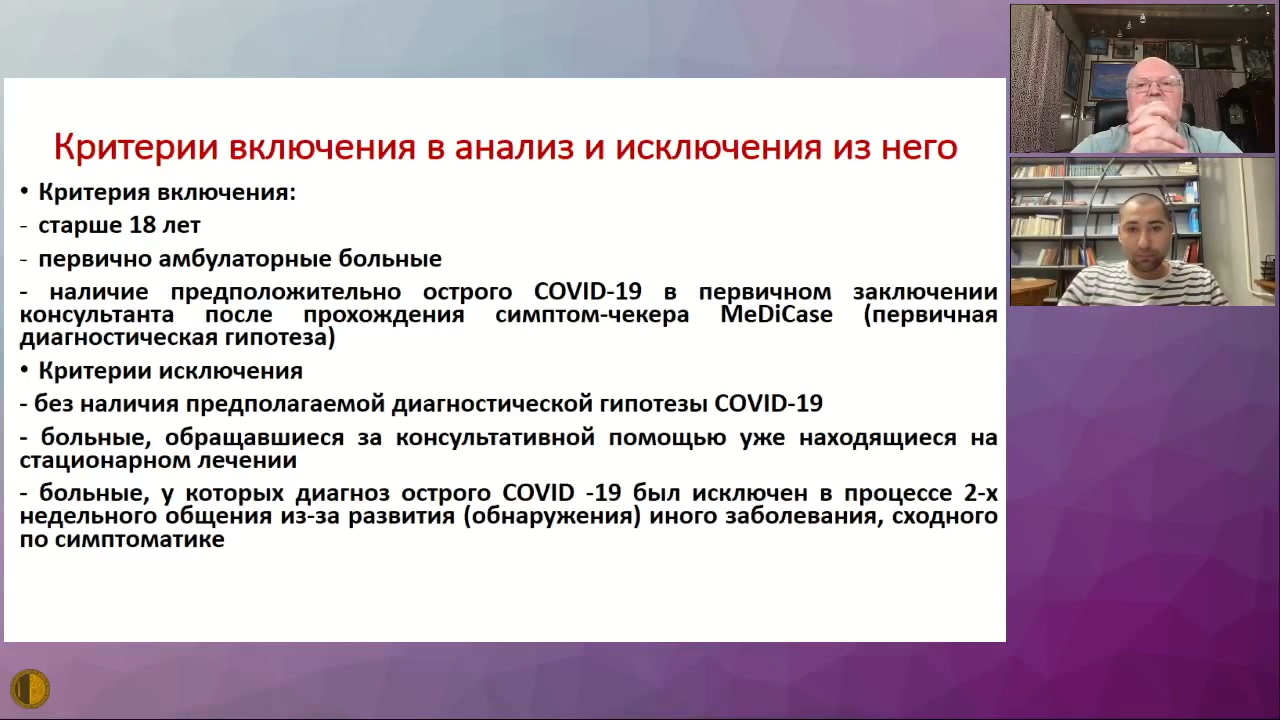 Критерии включения в анализ и исключения из него
• Критерия включения:
- старше 18 лет
- первично амбулаторные больные
- наличие предположительно острого COVID-19 в первичном заключении
консультанта после прохождения симптом-чекера MeDiCase (первичная
диагностическая гипотеза)
• Критерии исключения
- без наличия предполагаемой диагностической гипотезы COVID-19
- больные, обращавшиеся за консультативной помощью уже находящиеся на
стационарном лечении
- больные, у которых диагноз острого COVID -19 был исключен в процессе 2-х
недельного общения из-за развития (обнаружения) иного заболевания, сходного
по симптоматике